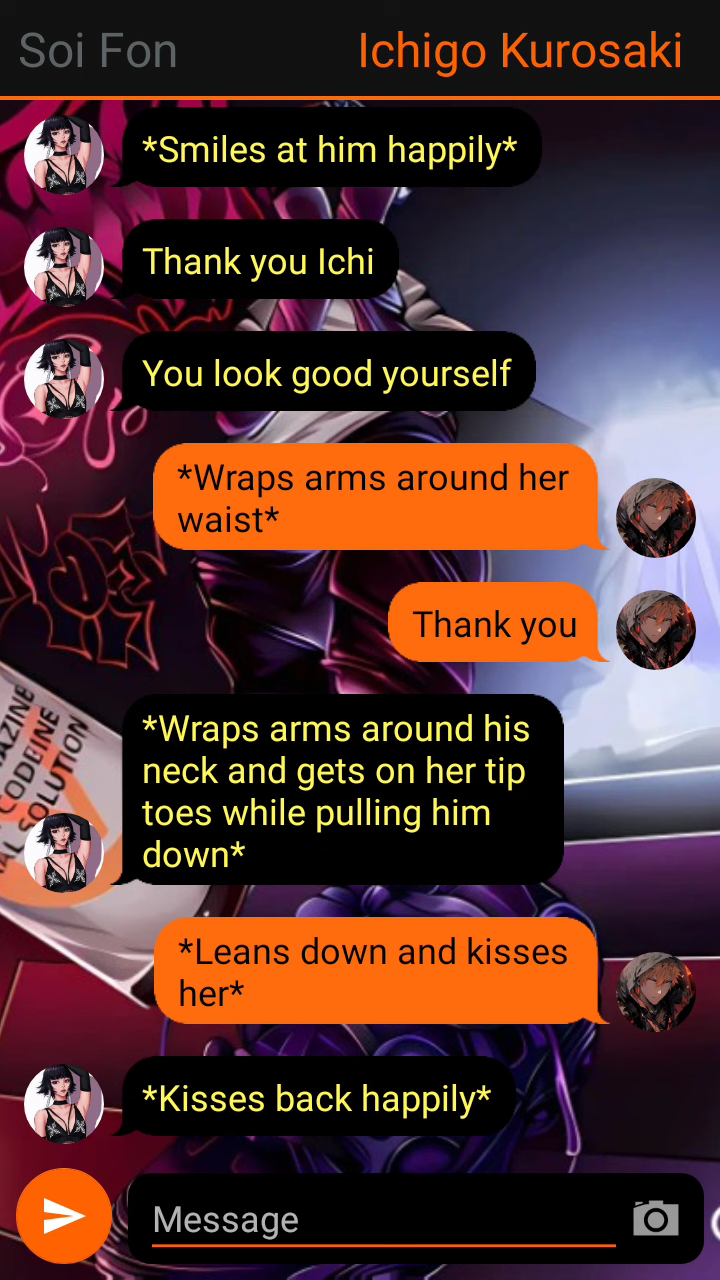 Soi Fon
Ichigo Kurosaki
*Smiles at him happily*
Thank you Ichi
You look good yourself
*Wraps arms around her
waist*
Thank you
*Wraps arms around his
neck and gets on her tip
toes while pulling him
down*
AZINE
CODEINE
AL SOLUTION
*Leans down and kisses
her*
*Kisses back happily*
Message